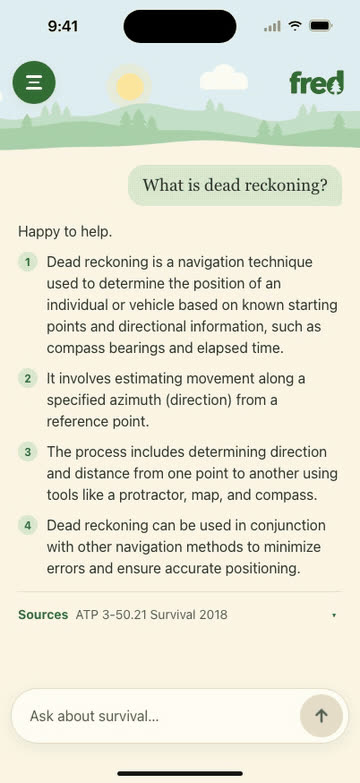 9:41
fred
What is dead reckoning?
Happy to help.
1 Dead reckoning is a navigation technique
used to determine the position of an
individual or vehicle based on known starting
points and directional information, such as
compass bearings and elapsed time.
2 It involves estimating movement along a
specified azimuth (direction) from a
reference point.
3 The process includes determining direction
and distance from one point to another using
tools like a protractor, map, and compass.
4 Dead reckoning can be used in conjunction
with other navigation methods to minimize
errors and ensure accurate positioning.
Sources ATP 3-50.21 Survival 2018
Ask about survival...